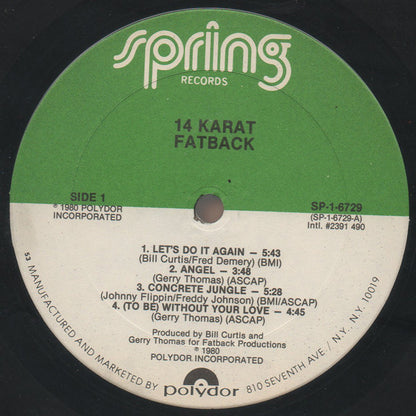 spring
RECORDS
14 KARAT
FATBACK
SIDE 1
℗ 1980 POLYDOR
INCORPORATED
SP-1-6729
(SP-1-6729-A)
Intl. #2391 490
1. LET'S DO IT AGAIN — 5:43
(Bill Curtis/Fred Demery) (BMI)
2. ANGEL — 3:48
(Gerry Thomas) (ASCAP)
3. CONCRETE JUNGLE — 5:28
(Johnny Flippin/Freddy Johnson) (BMI/ASCAP)
4. (TO BE) WITHOUT YOUR LOVE — 4:45
(Gerry Thomas) (ASCAP)
Produced by Bill Curtis and
Gerry Thomas for Fatback Productions
℗ 1980
POLYDOR INCORPORATED
53
MANUFACTURED AND MARKETED BY polydor 810 SEVENTH AVE / N.Y., N.Y. 10019